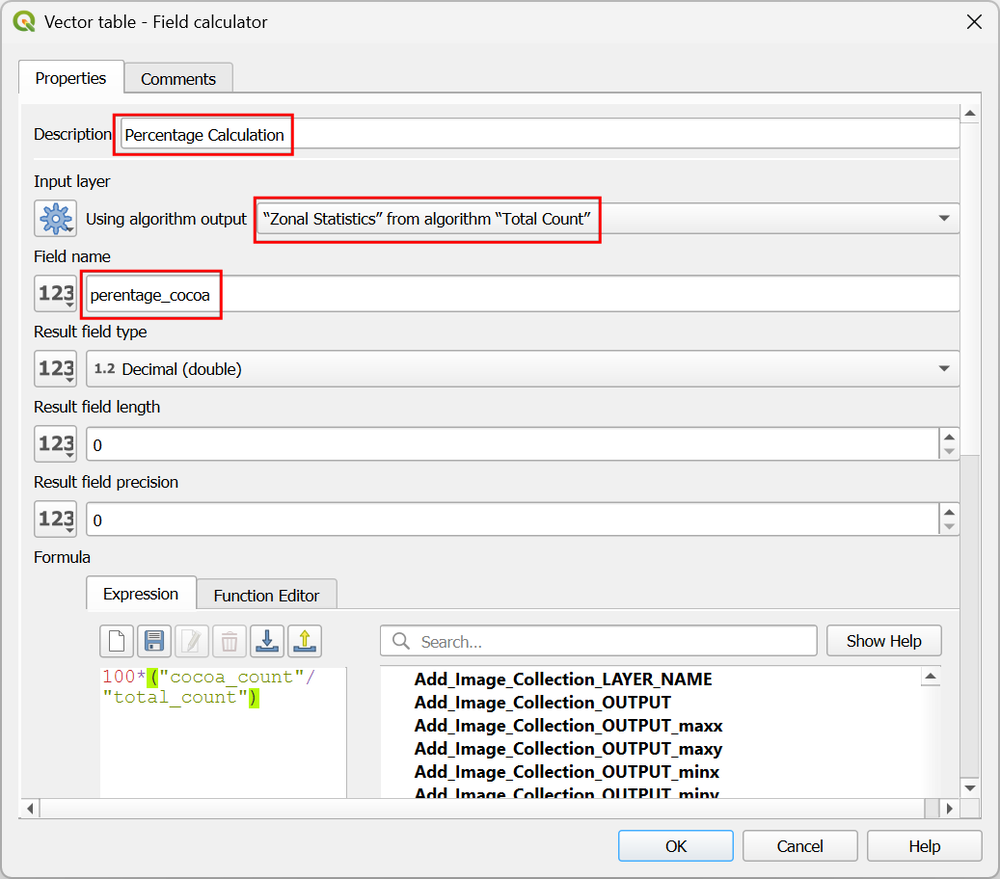 Vector table - Field calculator
Properties
Comments
Description
Percentage Calculation
Input layer
Using algorithm output
“Zonal Statistics” from algorithm “Total Count”
Field name
123
perentage_cocoa
Result field type
123
1.2 Decimal (double)
Result field length
123
0
Result field precision
123
0
Formula
Expression
Function Editor
Search...
Show Help
100*("cocoa_count"/
"total_count")
Add_Image_Collection_LAYER_NAME
Add_Image_Collection_OUTPUT
Add_Image_Collection_OUTPUT_maxx
Add_Image_Collection_OUTPUT_maxy
Add_Image_Collection_OUTPUT_minx
Add_Image_Collection_OUTPUT_miny
OK
Cancel
Help